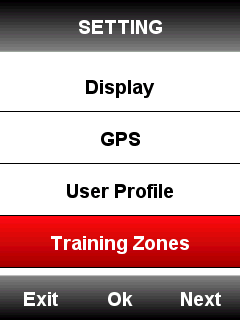 SETTING
Display
GPS
User Profile
Training Zones
Exit Ok Next